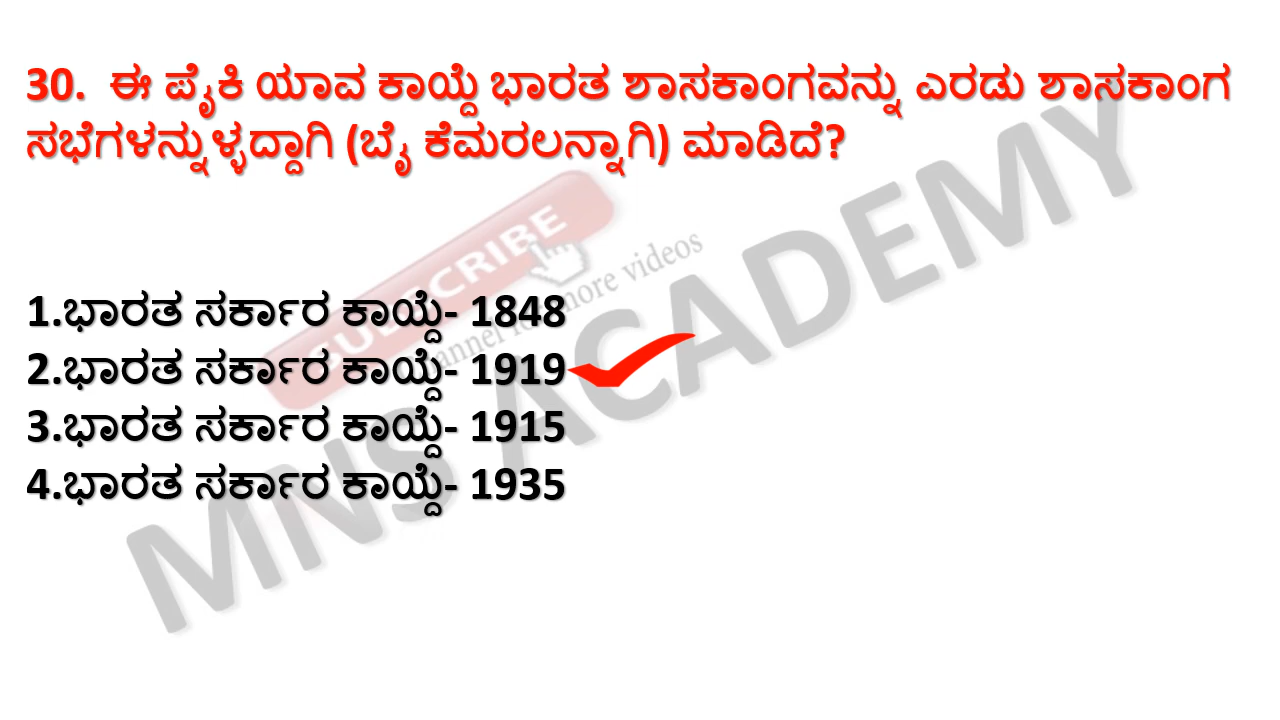 30. ಈ ಪೈಕಿ ಯಾವ ಕಾಯ್ದೆ ಭಾರತ ಶಾಸಕಾಂಗವನ್ನು ಎರಡು ಶಾಸಕಾಂಗ
ಸಭೆಗಳನ್ನುಳ್ಳದ್ದಾಗಿ (ಬೈ ಕೆಮರಲನ್ನಾಗಿ) ಮಾಡಿದೆ?
SUBSCRIBE
more videos
1.ಭಾರತ ಸರ್ಕಾರ ಕಾಯ್ದೆ- 1848
2.ಭಾರತ ಸರ್ಕಾರ ಕಾಯ್ದೆ- 1919
3.ಭಾರತ ಸರ್ಕಾರ ಕಾಯ್ದೆ- 1915
4.ಭಾರತ ಸರ್ಕಾರ ಕಾಯ್ದೆ- 1935
MNS ACADEMY